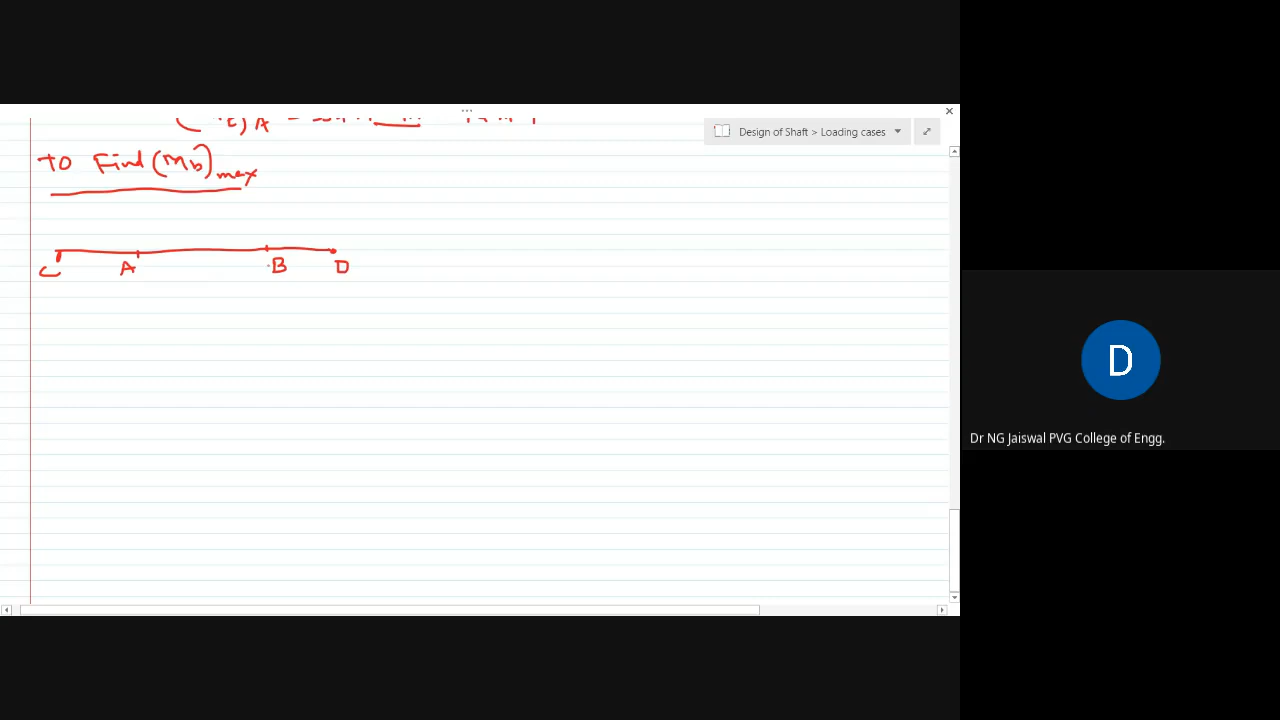 Design of Shaft > Loading cases
To Find (Mb)max
C A B D
D
Dr NG Jaiswal PVG College of Engg.